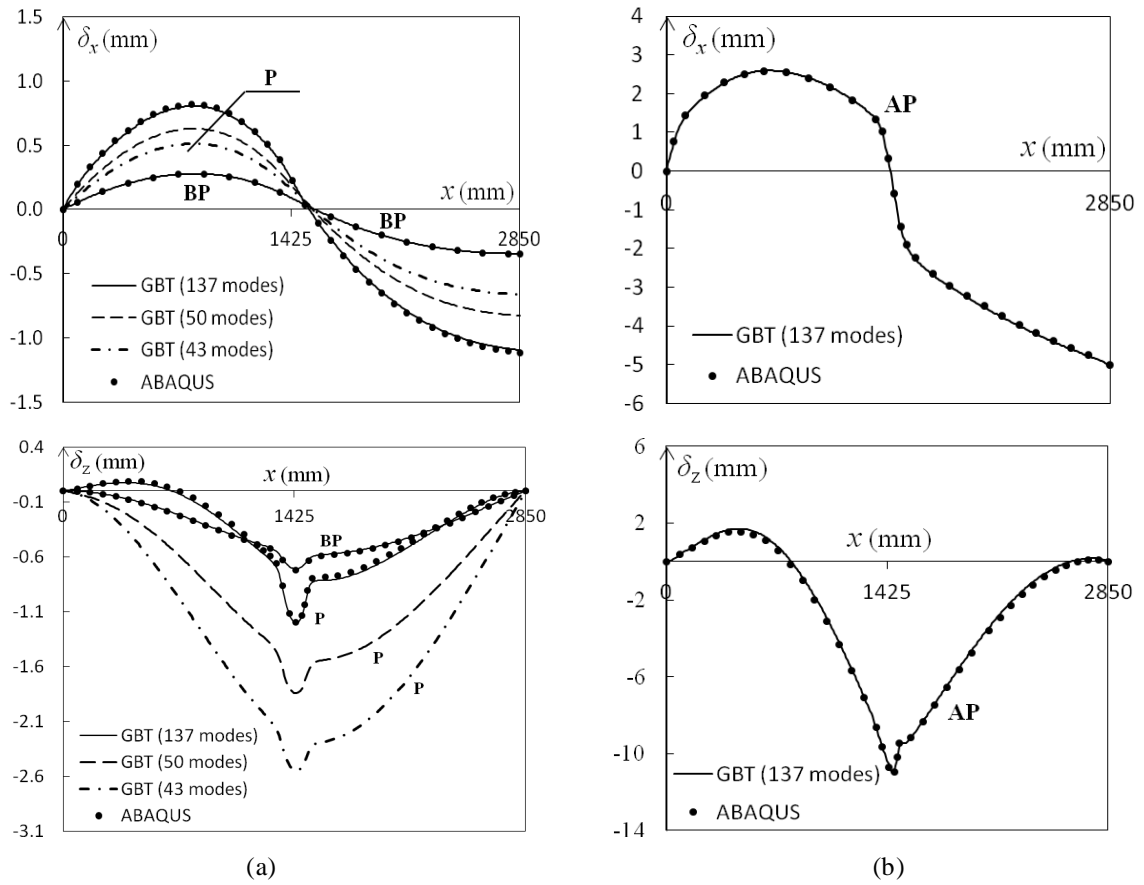 1.5
δx (mm)
P
1.0
0.5
x (mm)
BP
BP
0.0
0
1425
2850
-0.5
GBT (137 modes)
GBT (50 modes)
-1.0
GBT (43 modes)
ABAQUS
-1.5
4
δx (mm)
3
2
AP
1
x (mm)
0
0
2850
-1
-2
-3
-4
GBT (137 modes)
-5
ABAQUS
-6
0.4
δz (mm)
x (mm)
-0.1
0
1425
2850
BP
-0.6
-1.1
P
-1.6
P
P
-2.1
GBT (137 modes)
GBT (50 modes)
-2.6
GBT (43 modes)
ABAQUS
-3.1
6
δz (mm)
2
x (mm)
0
1425
2850
-2
-6
AP
-10
GBT (137 modes)
ABAQUS
-14
(a)
(b)